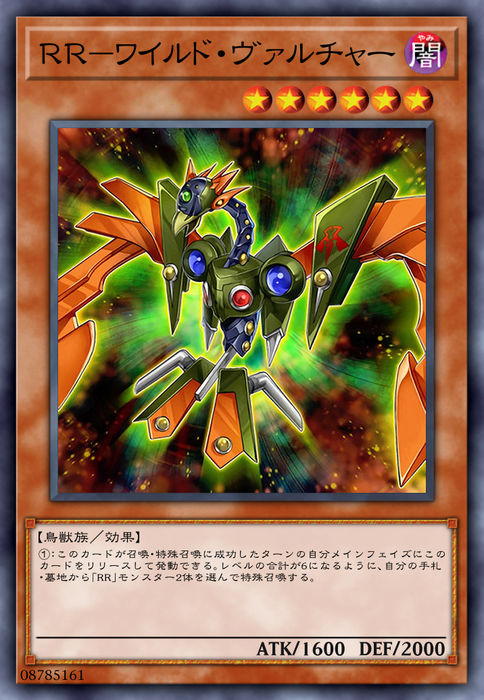 RR－ワイルド・ヴァルチャー
やみ
闇
【鳥獣族／効果】
①：このカードが召喚・特殊召喚に成功したターンの自分メインフェイズにこの
カードをリリースして発動できる。レベルの合計が6になるように、自分の手札
・墓地から「RR」モンスター2体を選んで特殊召喚する。
ATK/1600 DEF/2000
08785161